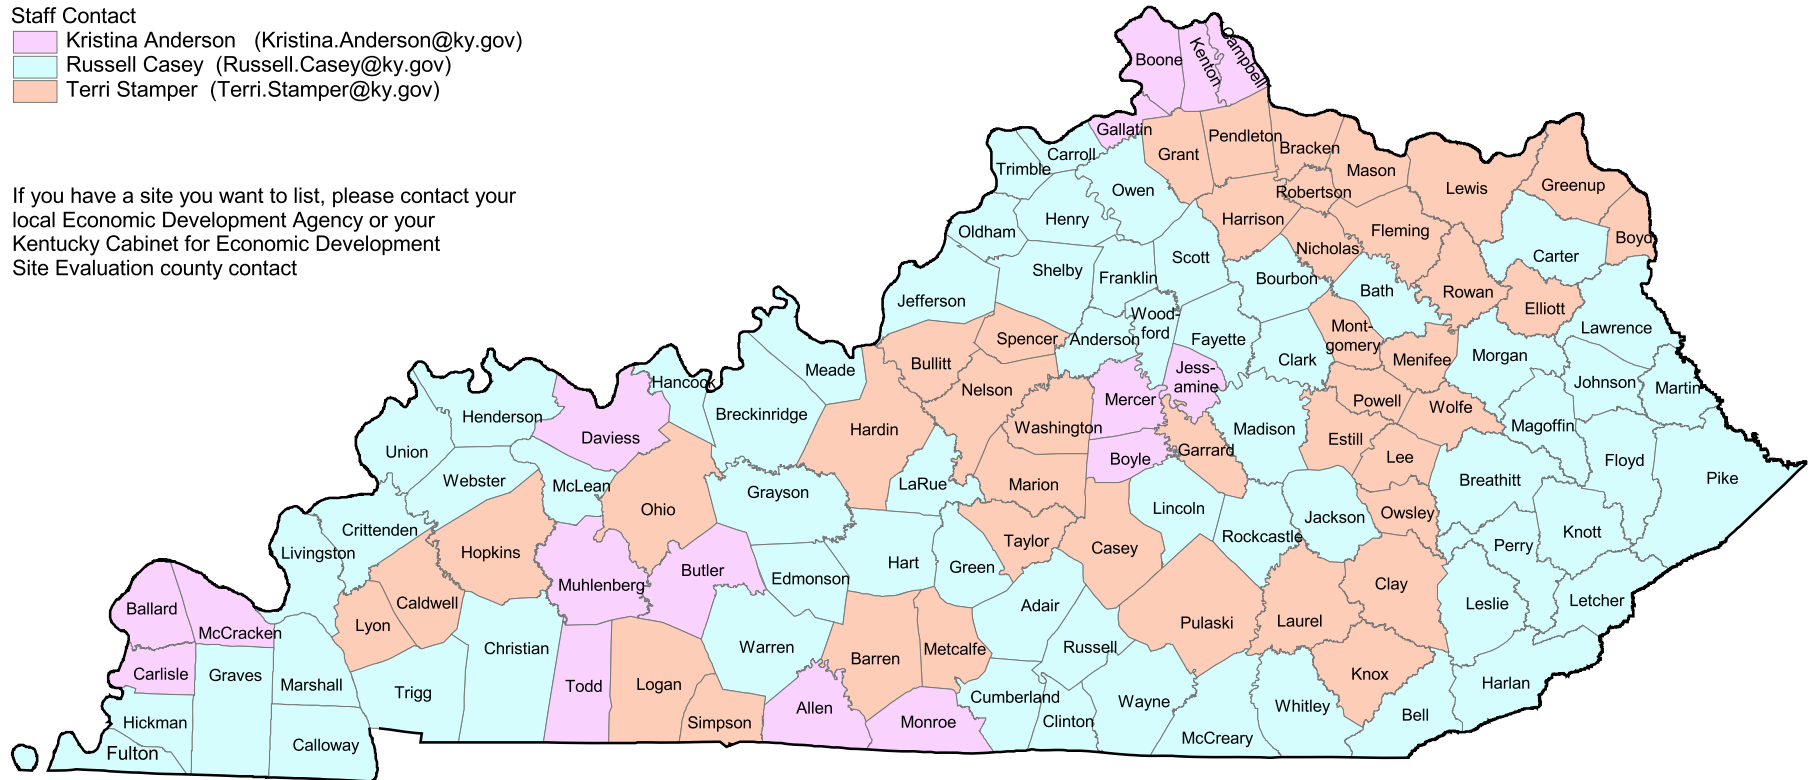 Staff Contact
Kristina Anderson (Kristina.Anderson@ky.gov)
Russell Casey (Russell.Casey@ky.gov)
Terri Stamper (Terri.Stamper@ky.gov)
If you have a site you want to list, please contact your
local Economic Development Agency or your
Kentucky Cabinet for Economic Development
Site Evaluation county contact
Boone
Kenton
Campbell
Gallatin
Carroll
Trimble
Grant
Pendleton
Bracken
Mason
Lewis
Greenup
Boyd
Owen
Henry
Oldham
Robertson
Harrison
Fleming
Nicholas
Carter
Shelby
Franklin
Scott
Bourbon
Bath
Rowan
Elliott
Jefferson
Lawrence
Spencer
Anderson
Wood-
ford
Fayette
Clark
Mont-
gomery
Menifee
Morgan
Bullitt
Meade
Hancock
Breckinridge
Nelson
Mercer
Jess-
amine
Johnson
Martin
Powell
Wolfe
Magoffin
Henderson
Daviess
Union
Hardin
Washington
Boyle
Garrard
Madison
Estill
Lee
Breathitt
Floyd
Pike
Webster
McLean
Ohio
Grayson
LaRue
Marion
Lincoln
Rockcastle
Jackson
Owsley
Perry
Knott
Crittenden
Livingston
Hopkins
Muhlenberg
Butler
Edmonson
Hart
Green
Taylor
Casey
Clay
Leslie
Letcher
Ballard
McCracken
Lyon
Caldwell
Christian
Warren
Barren
Metcalfe
Adair
Russell
Pulaski
Laurel
Knox
Harlan
Carlisle
Graves
Marshall
Trigg
Todd
Logan
Simpson
Allen
Monroe
Cumberland
Clinton
Wayne
McCreary
Whitley
Bell
Hickman
Fulton
Calloway